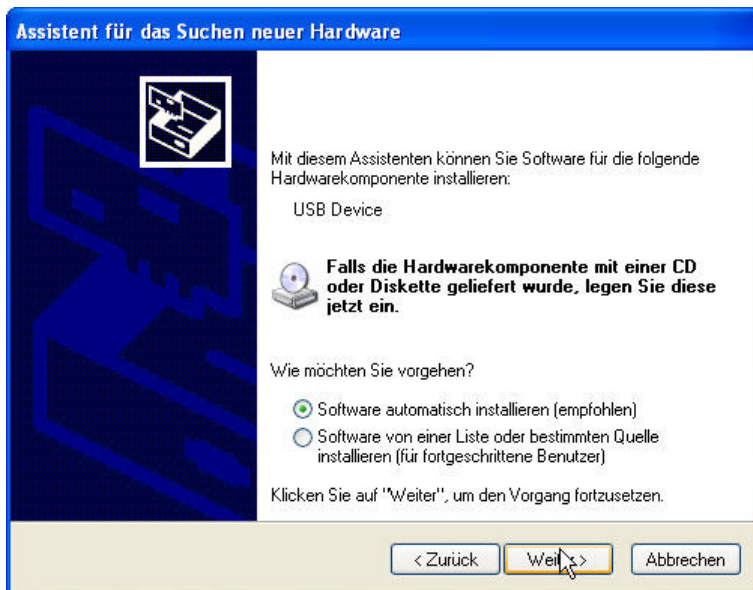 Assistent für das Suchen neuer Hardware
Mit diesem Assistenten können Sie Software für die folgende
Hardwarekomponente installieren:
USB Device
Falls die Hardwarekomponente mit einer CD
oder Diskette geliefert wurde, legen Sie diese
jetzt ein.
Wie möchten Sie vorgehen?
Software automatisch installieren (empfohlen)
Software von einer Liste oder bestimmten Quelle
installieren (für fortgeschrittene Benutzer)
Klicken Sie auf "Weiter", um den Vorgang fortzusetzen.
< Zurück Weiter > Abbrechen